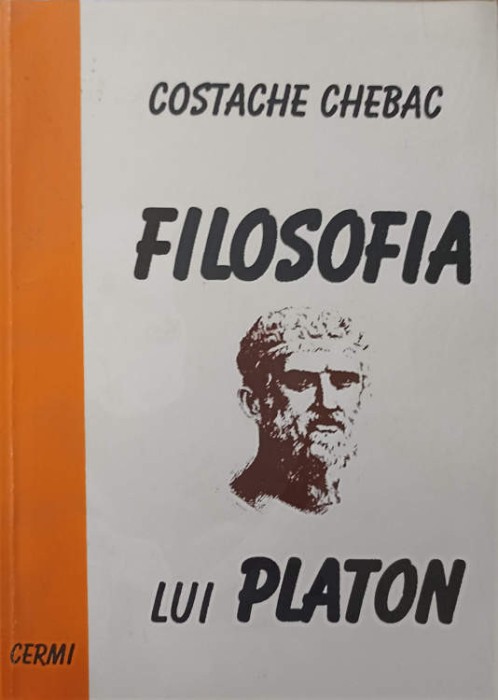 COSTACHE CHEBAC
FILOSOFIA
LUI PLATON
CERMI